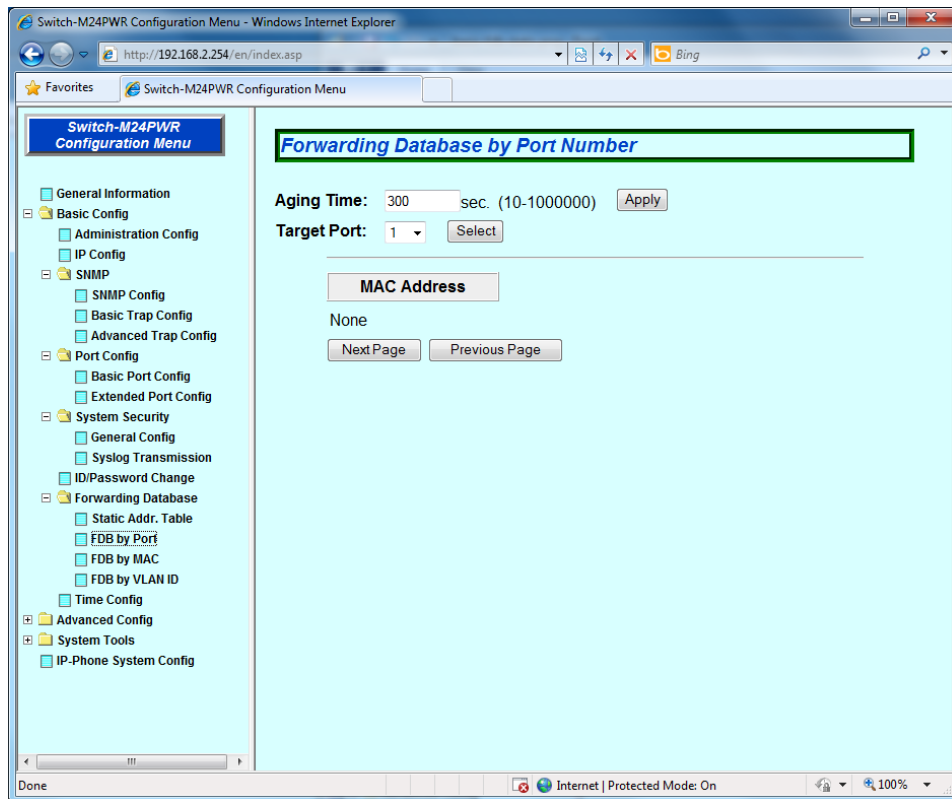 Switch-M24PWR Configuration Menu - Windows Internet Explorer
http://192.168.2.254/en/index.asp
Bing
Favorites
Switch-M24PWR Configuration Menu
Switch-M24PWR
Configuration Menu
General Information
Basic Config
Administration Config
IP Config
SNMP
SNMP Config
Basic Trap Config
Advanced Trap Config
Port Config
Basic Port Config
Extended Port Config
System Security
General Config
Syslog Transmission
ID/Password Change
Forwarding Database
Static Addr. Table
FDB by Port
FDB by MAC
FDB by VLAN ID
Time Config
Advanced Config
System Tools
IP-Phone System Config
Forwarding Database by Port Number
Aging Time: 300 sec. (10-1000000) Apply
Target Port: 1 Select
MAC Address
None
Next Page Previous Page
Done
Internet | Protected Mode: On
100%